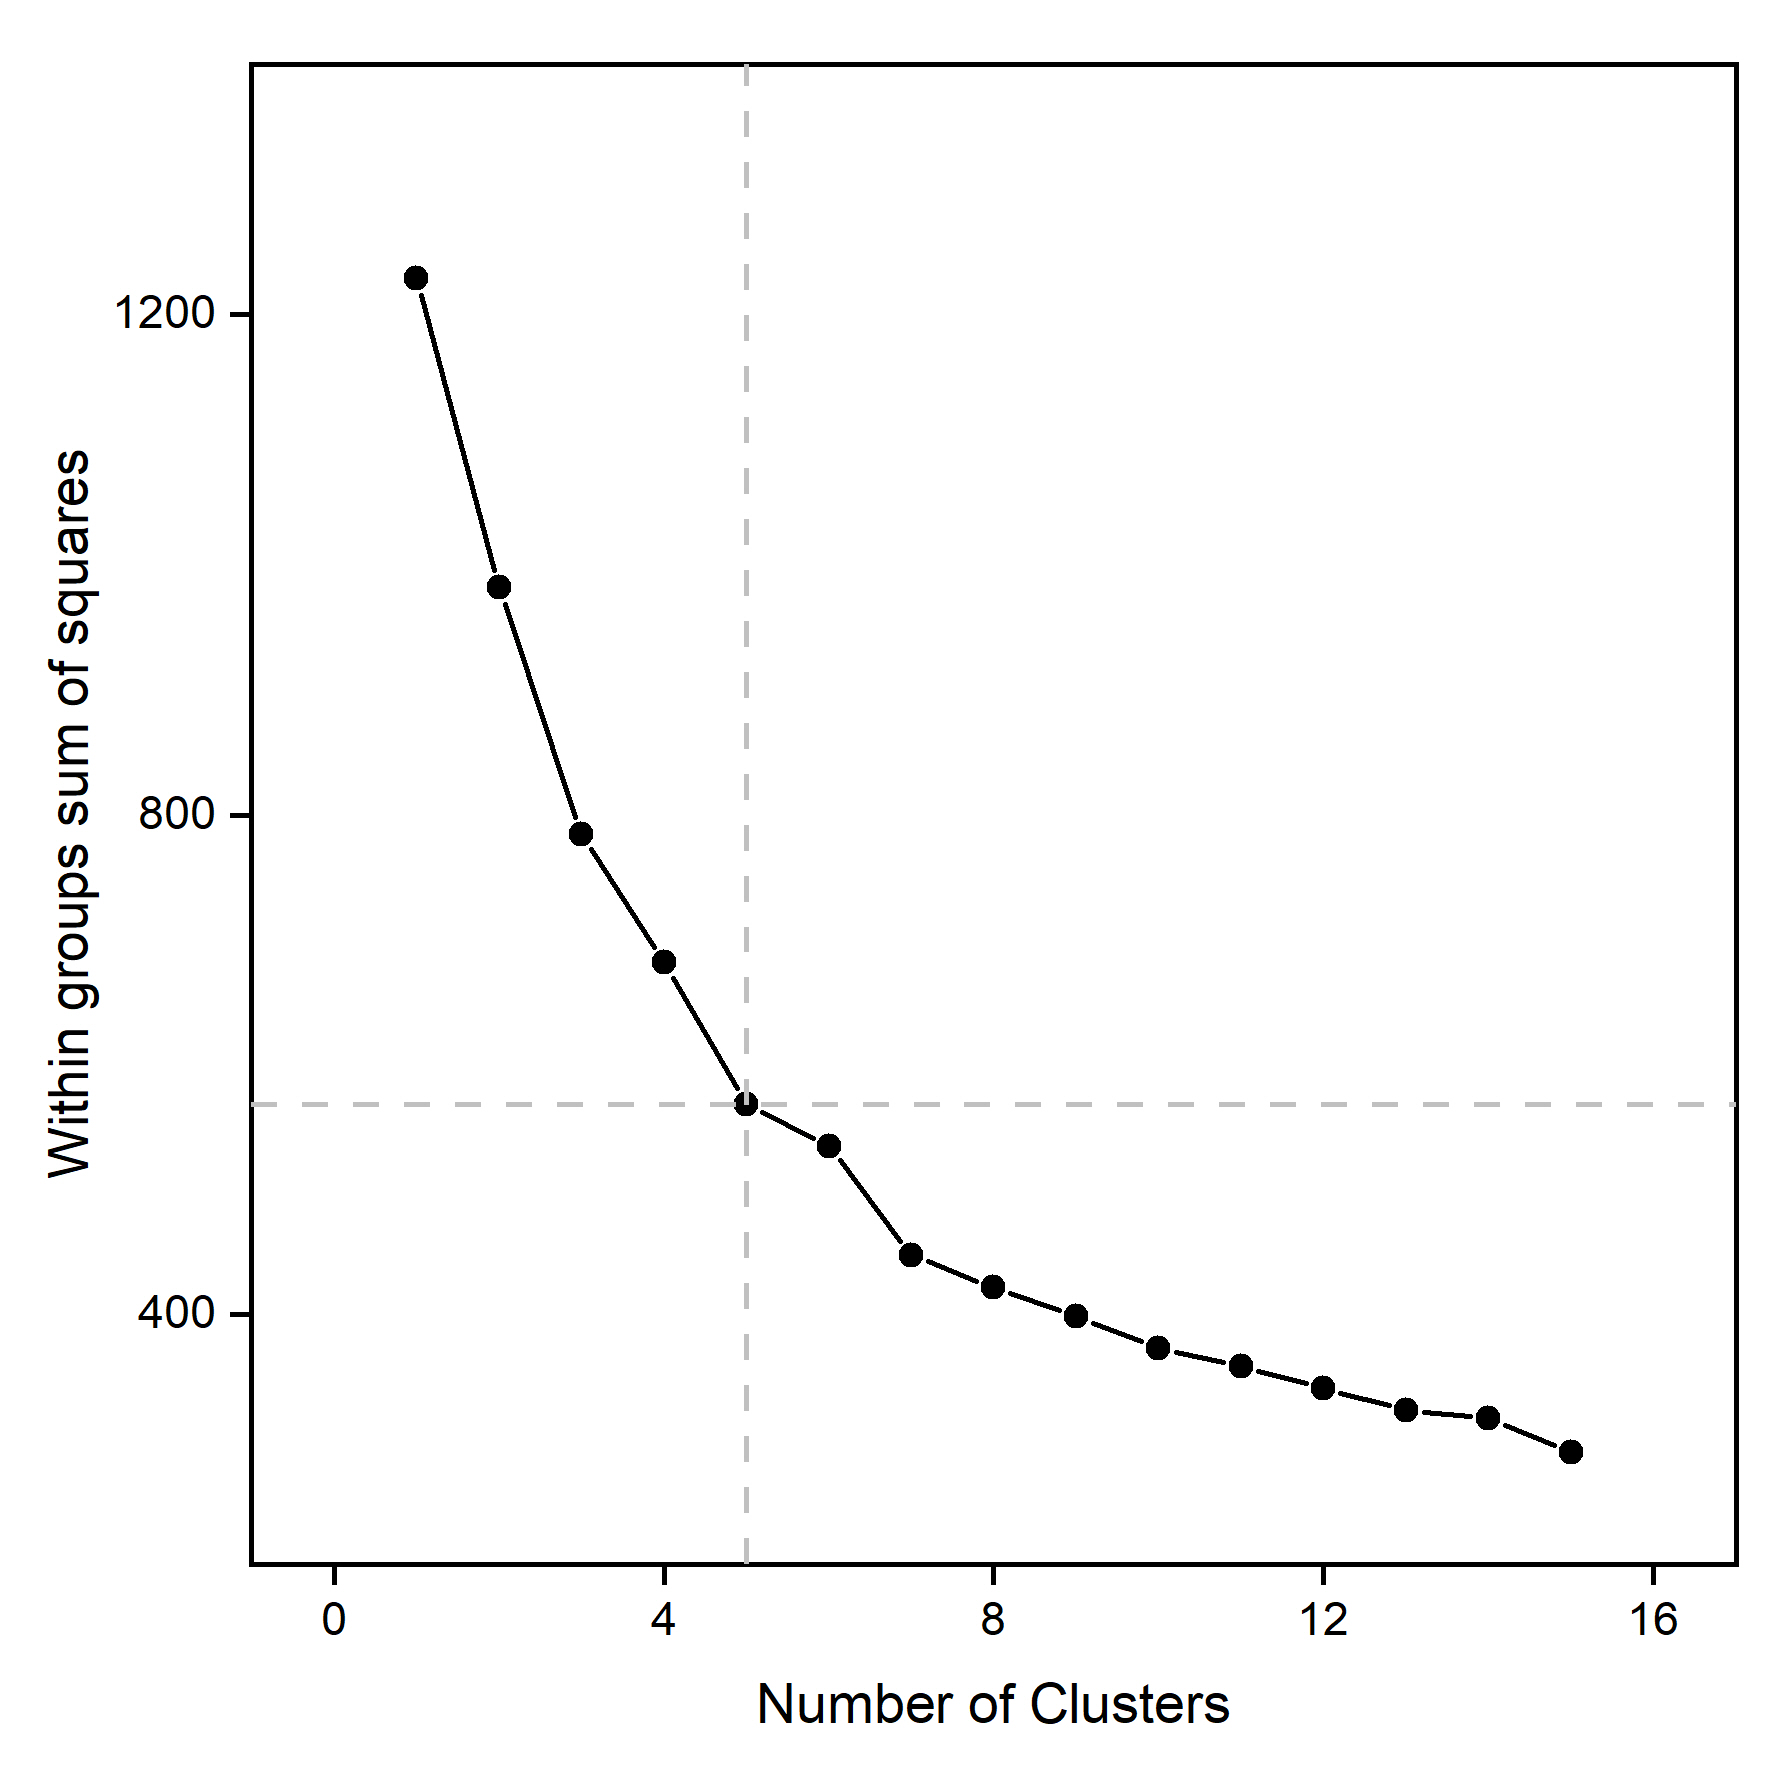 Within groups sum of squares
1200
800
400
0 4 8 12 16
Number of Clusters